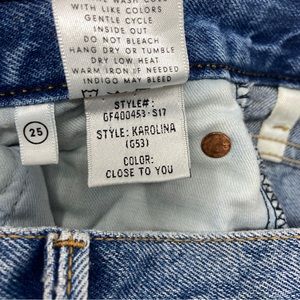 WITH LIKE COLORS
GENTLE CYCLE
INSIDE OUT
DO NOT BLEACH
HANG DRY OR TUMBLE
DRY LOW HEAT
WARM IRON IF NEEDED
INDIGO MAY BLEED
25
STYLE#:
GF400453-S17
STYLE: KAROLINA
(G53)
COLOR:
CLOSE TO YOU